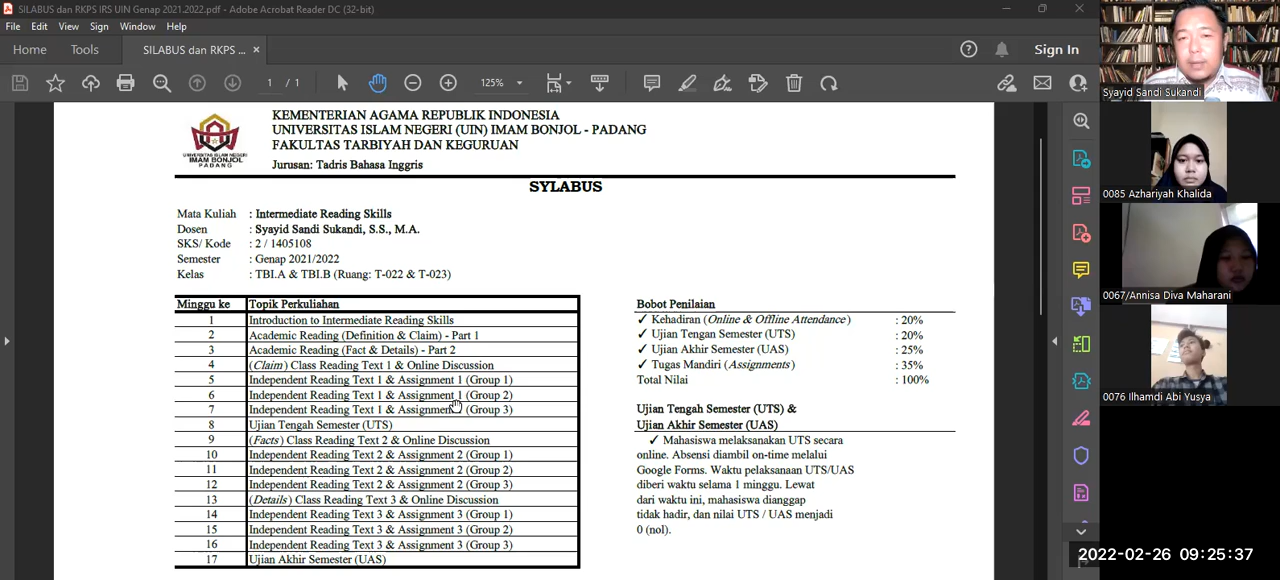 SILABUS dan RKPS IRS UIN Genap 2021.2022.pdf - Adobe Acrobat Reader DC (32-bit)
File Edit View Sign Window Help
Home Tools SILABUS dan RKPS ... × Sign In
1 / 1 125%
KEMENTERIAN AGAMA REPUBLIK INDONESIA
UNIVERSITAS ISLAM NEGERI (UIN) IMAM BONJOL - PADANG
FAKULTAS TARBIYAH DAN KEGURUAN
Jurusan: Tadris Bahasa Inggris
UNIVERSITAS ISLAM NEGERI
IMAM BONJOL
PADANG
SYLABUS
Mata Kuliah : Intermediate Reading Skills
Dosen : Syayid Sandi Sukandi, S.S., M.A.
SKS/ Kode : 2 / 1405108
Semester : Genap 2021/2022
Kelas : TBI.A & TBI.B (Ruang: T-022 & T-023)
Minggu ke Topik Perkuliahan
1 Introduction to Intermediate Reading Skills
2 Academic Reading (Definition & Claim) - Part 1
3 Academic Reading (Fact & Details) - Part 2
4 (Claim) Class Reading Text 1 & Online Discussion
5 Independent Reading Text 1 & Assignment 1 (Group 1)
6 Independent Reading Text 1 & Assignment 1 (Group 2)
7 Independent Reading Text 1 & Assignment 1 (Group 3)
8 Ujian Tengah Semester (UTS)
9 (Facts) Class Reading Text 2 & Online Discussion
10 Independent Reading Text 2 & Assignment 2 (Group 1)
11 Independent Reading Text 2 & Assignment 2 (Group 2)
12 Independent Reading Text 2 & Assignment 2 (Group 3)
13 (Details) Class Reading Text 3 & Online Discussion
14 Independent Reading Text 3 & Assignment 3 (Group 1)
15 Independent Reading Text 3 & Assignment 3 (Group 2)
16 Independent Reading Text 3 & Assignment 3 (Group 3)
17 Ujian Akhir Semester (UAS)
Bobot Penilaian
✓ Kehadiran (Online & Offline Attendance) : 20%
✓ Ujian Tengan Semester (UTS) : 20%
✓ Ujian Akhir Semester (UAS) : 25%
✓ Tugas Mandiri (Assignments) : 35%
Total Nilai : 100%
Ujian Tengah Semester (UTS) &
Ujian Akhir Semester (UAS)
✓ Mahasiswa melaksanakan UTS secara
online. Absensi diambil on-time melalui
Google Forms. Waktu pelaksanaan UTS/UAS
diberi waktu selama 1 minggu. Lewat
dari waktu ini, mahasiswa dianggap
tidak hadir, dan nilai UTS / UAS menjadi
0 (nol).
Syayid Sandi Sukandi
0085 Azhariyah Khalida
0067/Annisa Diva Maharani
0076 Ilhamdi Abi Yusya
2022-02-26 09:25:37